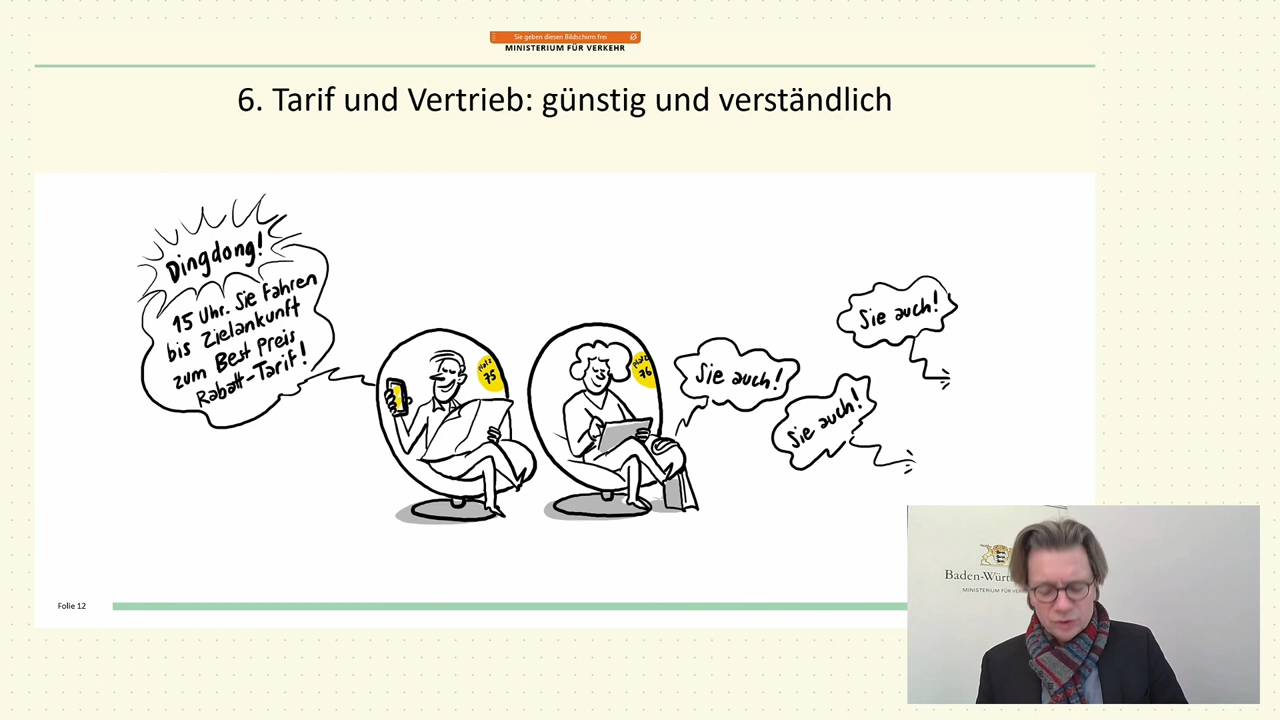 Sie geben diesen Bildschirm frei
MINISTERIUM FÜR VERKEHR
6. Tarif und Vertrieb: günstig und verständlich
Dingdong!
15 Uhr. Sie fahren
bis Zielankunft
zum Best Preis
Rabatt-Tarif!
Platz
75
Platz
76
Sie auch!
Sie auch!
Sie auch!
Folie 12
Baden-Würt
MINISTERIUM FÜR VER